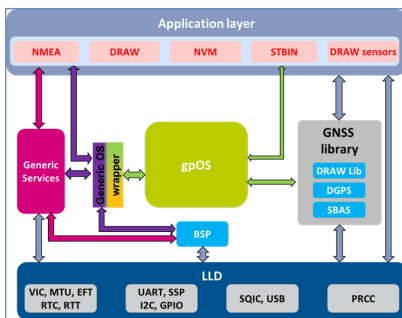 Application layer
NMEA
DRAW
NVM
STBIN
DRAW sensors
Generic
Services
Generic OS
wrapper
gpOS
GNSS
library
DRAW Lib
DGPS
SBAS
BSP
LLD
VIC, MTU, EFT
RTC, RTT
UART, SSP
I2C, GPIO
SQIC, USB
PRCC